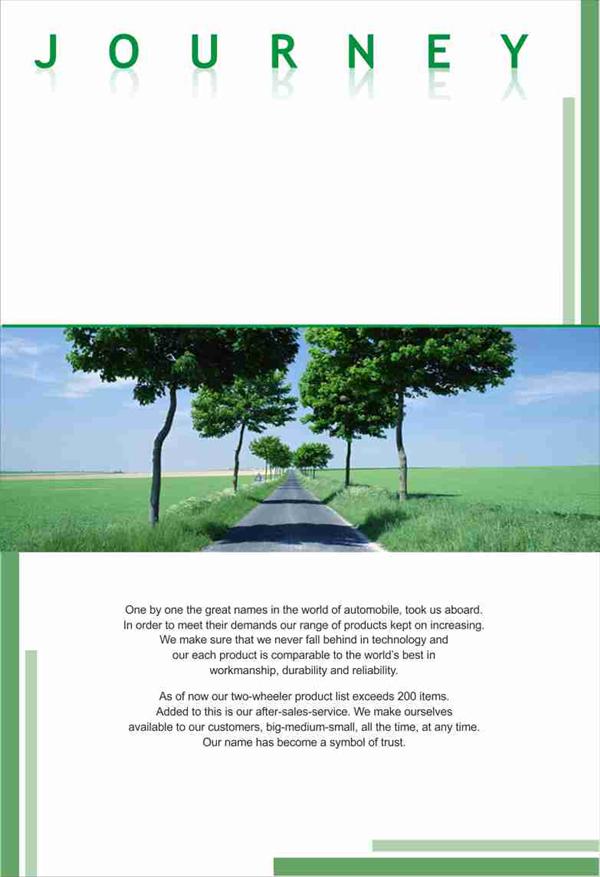 JOURNEY
One by one the great names in the world of automobile, took us aboard.
In order to meet their demands our range of products kept on increasing.
We make sure that we never fall behind in technology and
our each product is comparable to the world's best in
workmanship, durability and reliability.
As of now our two-wheeler product list exceeds 200 items.
Added to this is our after-sales-service. We make ourselves
available to our customers, big-medium-small, all the time, at any time.
Our name has become a symbol of trust.